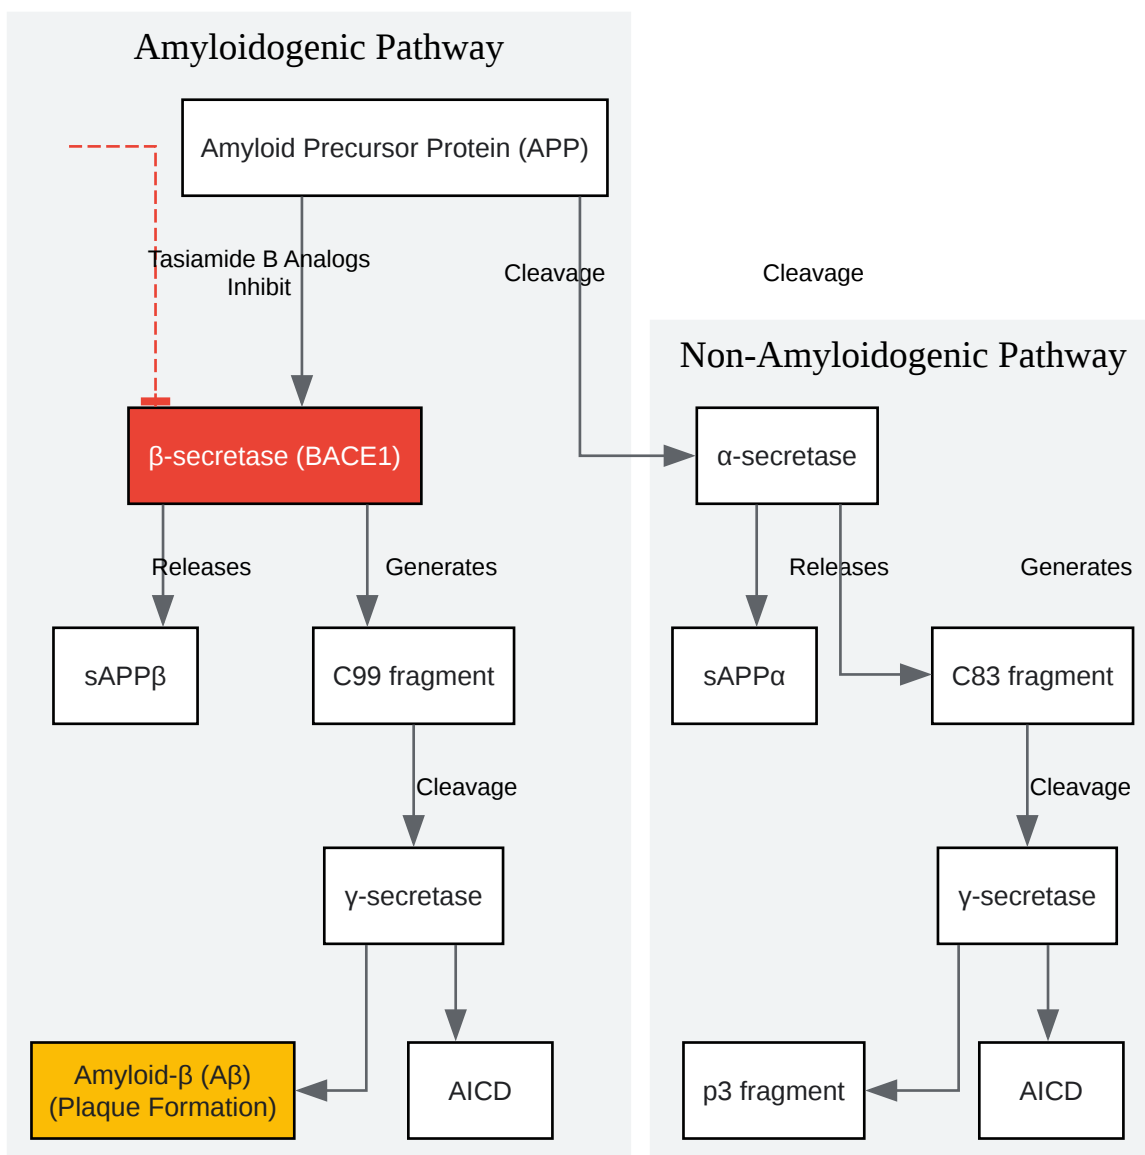 Amyloidogenic Pathway
Amyloid Precursor Protein (APP)
Tasiamide B Analogs
Inhibit
Cleavage
Cleavage
Non-Amyloidogenic Pathway
β-secretase (BACE1)
α-secretase
Releases
Generates
Releases
Generates
sAPPβ
C99 fragment
sAPPα
C83 fragment
Cleavage
Cleavage
γ-secretase
γ-secretase
Amyloid-β (Aβ)
(Plaque Formation)
AICD
p3 fragment
AICD